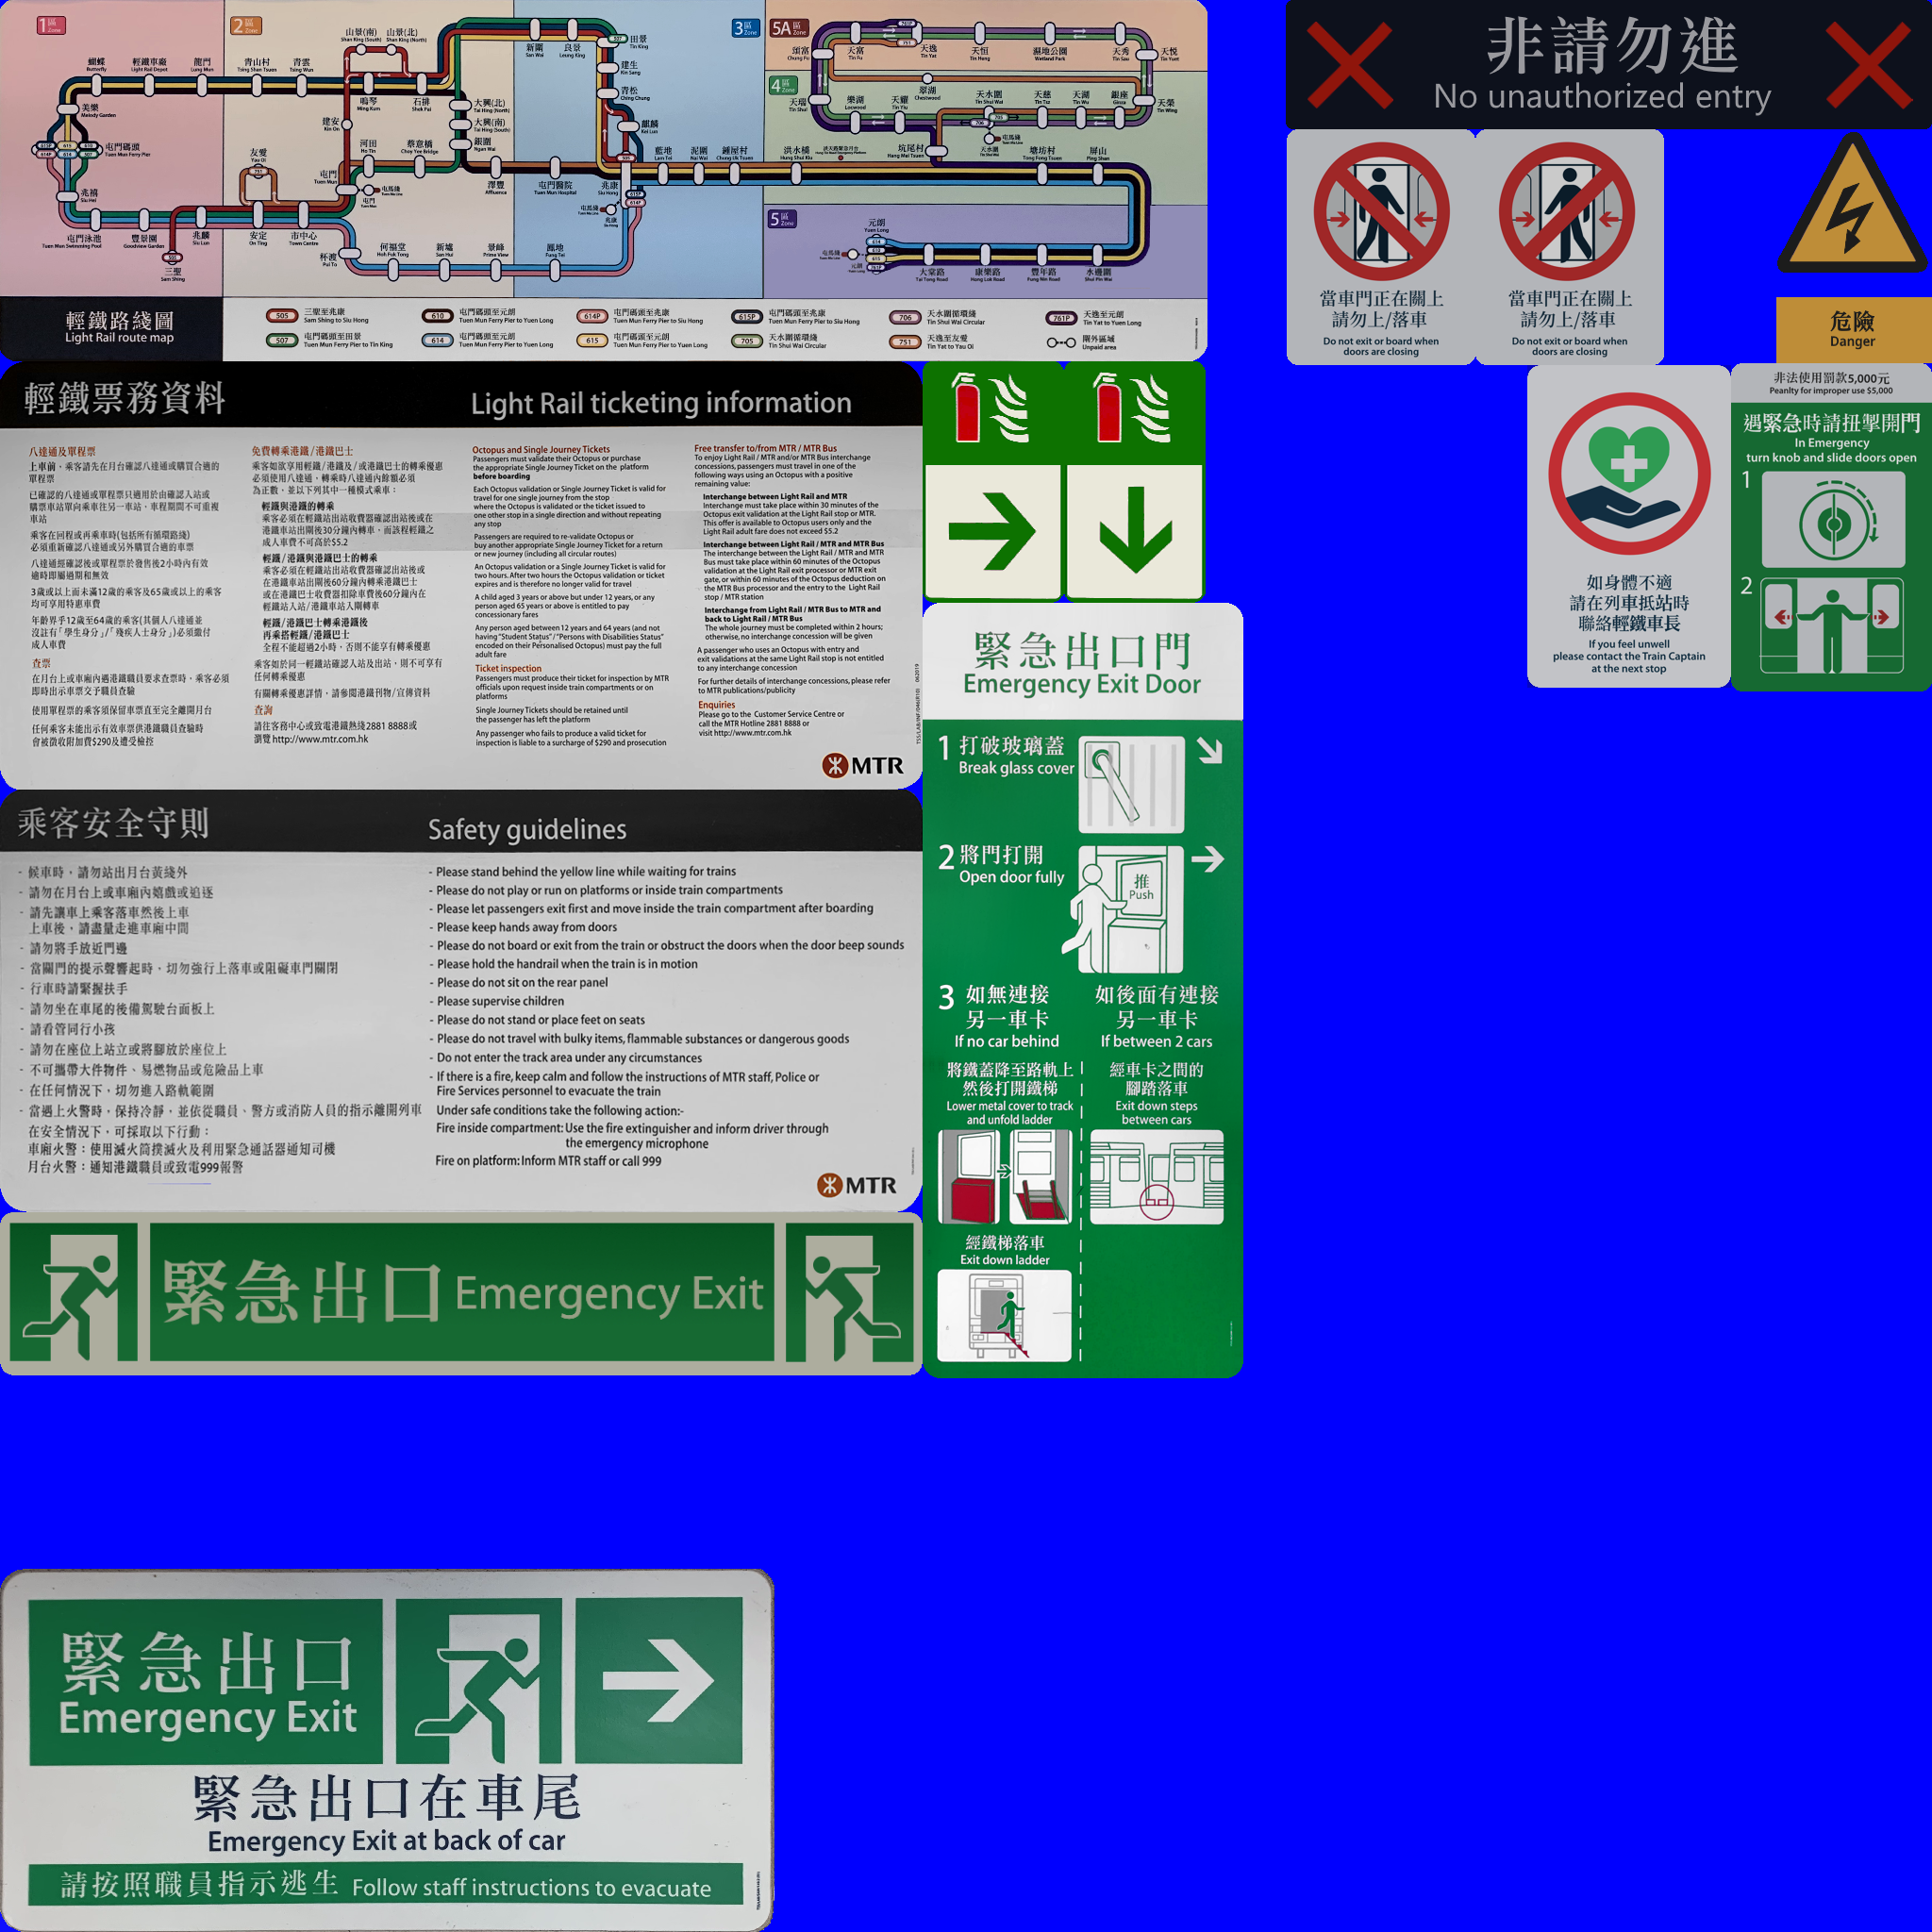 1區
Zone
2區
Zone
3區
Zone
5A區
Zone
4區
Zone
5區
Zone
蝴蝶
Butterfly
輕鐵車廠
Light Rail Depot
龍門
Lung Mun
青山村
Tsing Shan Tsuen
青雲
Tsing Wun
山景(南)
Shan King (South)
山景(北)
Shan King (North)
鳴琴
Ming Kum
石排
Shek Pai
新圍
San Wai
良景
Leung King
田景
Tin King
建生
Kin Sang
青松
Ching Chung
麒麟
Kei Lun
大興(北)
Tai Hing (North)
大興(南)
Tai Hing (South)
銀圍
Ngan Wai
美樂
Melody Garden
屯門碼頭
Tuen Mun Ferry Pier
兆禧
Siu Hei
屯門泳池
Tuen Mun Swimming Pool
豐景園
Goodview Garden
兆麟
Siu Lun
三聖
Sam Shing
安定
On Ting
市中心
Town Centre
友愛
Yau Oi
建安
Kin On
河田
Ho Tin
蔡意橋
Choy Yee Bridge
屯門
Tuen Mun
杯渡
Pui To
何福堂
Hoh Fuk Tong
新墟
San Hui
景峰
Prime View
鳳地
Fung Tei
澤豐
Affluence
屯門醫院
Tuen Mun Hospital
兆康
Siu Hong
藍地
Lam Tei
泥圍
Nai Wai
鍾屋村
Chung Uk Tsuen
洪水橋
Hung Shui Kiu
坑尾村
Hang Mei Tsuen
塘坊村
Tong Fong Tsuen
屏山
Ping Shan
頌富
Chung Fu
天富
Tin Fu
天逸
Tin Yat
天恒
Tin Heng
濕地公園
Wetland Park
天秀
Tin Sau
天悅
Tin Yuet
天瑞
Tin Shui
樂湖
Locwood
天耀
Tin Yiu
翠湖
Chestwood
天水圍
Tin Shui Wai
天慈
Tin Tsz
天湖
Tin Wu
銀座
Ginza
天榮
Tin Wing
元朗
Yuen Long
大棠路
Tai Tong Road
康樂路
Hong Lok Road
豐年路
Fung Nin Road
水邊圍
Shui Pin Wai
輕鐵路綫圖
Light Rail route map
505 三聖至兆康
Sam Shing to Siu Hong
610 屯門碼頭至元朗
Tuen Mun Ferry Pier to Yuen Long
614P 屯門碼頭至兆康
Tuen Mun Ferry Pier to Siu Hong
615P 屯門碼頭至兆康
Tuen Mun Ferry Pier to Siu Hong
706 天水圍循環綫
Tin Shui Wai Circular
761P 天逸至元朗
Tin Yat to Yuen Long
507 屯門碼頭至田景
Tuen Mun Ferry Pier to Tin King
614 屯門碼頭至元朗
Tuen Mun Ferry Pier to Yuen Long
615 屯門碼頭至元朗
Tuen Mun Ferry Pier to Yuen Long
705 天水圍循環綫
Tin Shui Wai Circular
751 天逸至友愛
Tin Yat to Yau Oi
閘外區域
Unpaid area
非請勿進
No unauthorized entry
當車門正在關上
請勿上/落車
Do not exit or board when
doors are closing
當車門正在關上
請勿上/落車
Do not exit or board when
doors are closing
危險
Danger
如身體不適
請在列車抵站時
聯絡輕鐵車長
If you feel unwell
please contact the Train Captain
at the next stop
非法使用罰款5,000元
Peanlty for improper use $5,000
遇緊急時請扭掣開門
In Emergency
turn knob and slide doors open
1
2
輕鐵票務資料
Light Rail ticketing information
八達通及單程票
上車前，乘客請先在月台確認八達通或購買合適的
單程票
已確認的八達通或單程票只適用於由確認入站或
購票車站單向乘車往另一車站，車程期間不可重複
車站
乘客在回程或再乘車時(包括所有循環路綫)
必須重新確認八達通或另外購買合適的車票
八達通經確認後或單程票於發售後2小時內有效
逾時即屬過期和無效
3歲或以上而未滿12歲的乘客及65歲或以上的乘客
均可享用特惠車費
年齡界乎12歲至64歲的乘客(其個人八達通並
沒註有「學生身分」/「殘疾人士身分」)必須繳付
成人車費
查票
在月台上或車廂內遇港鐵職員要求查票時，乘客必須
即時出示車票交予職員查驗
使用單程票的乘客須保留車票直至完全離開月台
任何乘客未能出示有效車票供港鐵職員查驗時
會被徵收附加費$290及遭受檢控
免費轉乘港鐵/港鐵巴士
乘客如欲享用輕鐵/港鐵及/或港鐵巴士的轉乘優惠
必須使用八達通，轉乘時八達通內餘額必須
為正數，並以下列其中一種模式乘車：
輕鐵與港鐵的轉乘
乘客必須在輕鐵站出站收費器確認出站後或在
港鐵車站出閘後30分鐘內轉車，而該程輕鐵之
成人車費不可高於$5.2
輕鐵/港鐵與港鐵巴士的轉乘
乘客必須在輕鐵站出站收費器確認出站後或
在港鐵車站出閘後60分鐘內轉乘港鐵巴士
或在港鐵巴士收費器扣除車費後60分鐘內在
輕鐵站入站/港鐵車站入閘轉車
輕鐵/港鐵巴士轉乘港鐵後
再乘搭輕鐵/港鐵巴士
全程不能超過2小時，否則不能享有轉乘優惠
乘客如於同一輕鐵站確認入站及出站，則不可享有
任何轉乘優惠
有關轉乘優惠詳情，請參閱港鐵刊物/宣傳資料
查詢
請往客務中心或致電港鐵熱綫2881 8888或
瀏覽 http://www.mtr.com.hk
Octopus and Single Journey Tickets
Passengers must validate their Octopus or purchase
the appropriate Single Journey Ticket on the platform
before boarding
Each Octopus validation or Single Journey Ticket is valid for
travel for one single journey from the stop
where the Octopus is validated or the ticket issued to
one other stop in a single direction and without repeating
any stop
Passengers are required to re-validate Octopus or
buy another appropriate Single Journey Ticket for a return
or new journey (including all circular routes)
An Octopus validation or a Single Journey Ticket is valid for
two hours. After two hours the Octopus validation or ticket
expires and is therefore no longer valid for travel
A child aged 3 years or above but under 12 years, or any
person aged 65 years or above is entitled to pay
concessionary fares
Any person aged between 12 years and 64 years (and not
having "Student Status" / "Persons with Disabilities Status"
encoded on their Personalised Octopus) must pay the full
adult fare
Ticket inspection
Passengers must produce their ticket for inspection by MTR
officials upon request inside train compartments or on
platforms
Single Journey Tickets should be retained until
the passenger has left the platform
Any passenger who fails to produce a valid ticket for
inspection is liable to a surcharge of $290 and prosecution
Free transfer to/from MTR / MTR Bus
To enjoy Light Rail / MTR and/or MTR Bus interchange
concessions, passengers must travel in one of the
following ways using an Octopus with a positive
remaining value:
Interchange between Light Rail and MTR
Interchange must take place within 30 minutes of the
Octopus exit validation at the Light Rail stop or MTR.
This offer is available to Octopus users only and the
Light Rail adult fare does not exceed $5.2
Interchange between Light Rail / MTR and MTR Bus
The interchange between the Light Rail / MTR and MTR
Bus must take place within 60 minutes of the Octopus
validation at the Light Rail exit processor or MTR exit
gate, or within 60 minutes of the Octopus deduction on
the MTR Bus processor and the entry to the Light Rail
stop / MTR station
Interchange from Light Rail / MTR Bus to MTR and
back to Light Rail / MTR Bus
The whole journey must be completed within 2 hours;
otherwise, no interchange concession will be given
A passenger who uses an Octopus with entry and
exit validations at the same Light Rail stop is not entitled
to any interchange concession
For further details of interchange concessions, please refer
to MTR publications/publicity
Enquiries
Please go to the Customer Service Centre or
call the MTR Hotline 2881 8888 or
visit http://www.mtr.com.hk
MTR
乘客安全守則
Safety guidelines
- 候車時，請勿站出月台黃綫外
- 請勿在月台上或車廂內嬉戲或追逐
- 請先讓車上乘客落車然後上車
上車後，請盡量走進車廂中間
- 請勿將手放近門邊
- 當關門的提示聲響起時，切勿強行上落車或阻礙車門關閉
- 行車時請緊握扶手
- 請勿坐在車尾的後備駕駛台面板上
- 請看管同行小孩
- 請勿在座位上站立或將腳放於座位上
- 不可攜帶大件物件、易燃物品或危險品上車
- 在任何情況下，切勿進入路軌範圍
- 當遇上火警時，保持冷靜，並依從職員、警方或消防人員的指示離開列車
在安全情況下，可採取以下行動：
車廂火警：使用滅火筒撲滅火及利用緊急通話器通知司機
月台火警：通知港鐵職員或致電999報警
- Please stand behind the yellow line while waiting for trains
- Please do not play or run on platforms or inside train compartments
- Please let passengers exit first and move inside the train compartment after boarding
- Please keep hands away from doors
- Please do not board or exit from the train or obstruct the doors when the door beep sounds
- Please hold the handrail when the train is in motion
- Please do not sit on the rear panel
- Please supervise children
- Please do not stand or place feet on seats
- Please do not travel with bulky items, flammable substances or dangerous goods
- Do not enter the track area under any circumstances
- If there is a fire, keep calm and follow the instructions of MTR staff, Police or
Fire Services personnel to evacuate the train
Under safe conditions take the following action:-
Fire inside compartment: Use the fire extinguisher and inform driver through
the emergency microphone
Fire on platform: Inform MTR staff or call 999
MTR
緊急出口 Emergency Exit
緊急出口門
Emergency Exit Door
1 打破玻璃蓋
Break glass cover
2 將門打開
Open door fully
推
Push
3 如無連接
另一車卡
If no car behind
將鐵蓋降至路軌上
然後打開鐵梯
Lower metal cover to track
and unfold ladder
經鐵梯落車
Exit down ladder
如後面有連接
另一車卡
If between 2 cars
經車卡之間的
腳踏落車
Exit down steps
between cars
緊急出口
Emergency Exit
緊急出口在車尾
Emergency Exit at back of car
請按照職員指示逃生 Follow staff instructions to evacuate